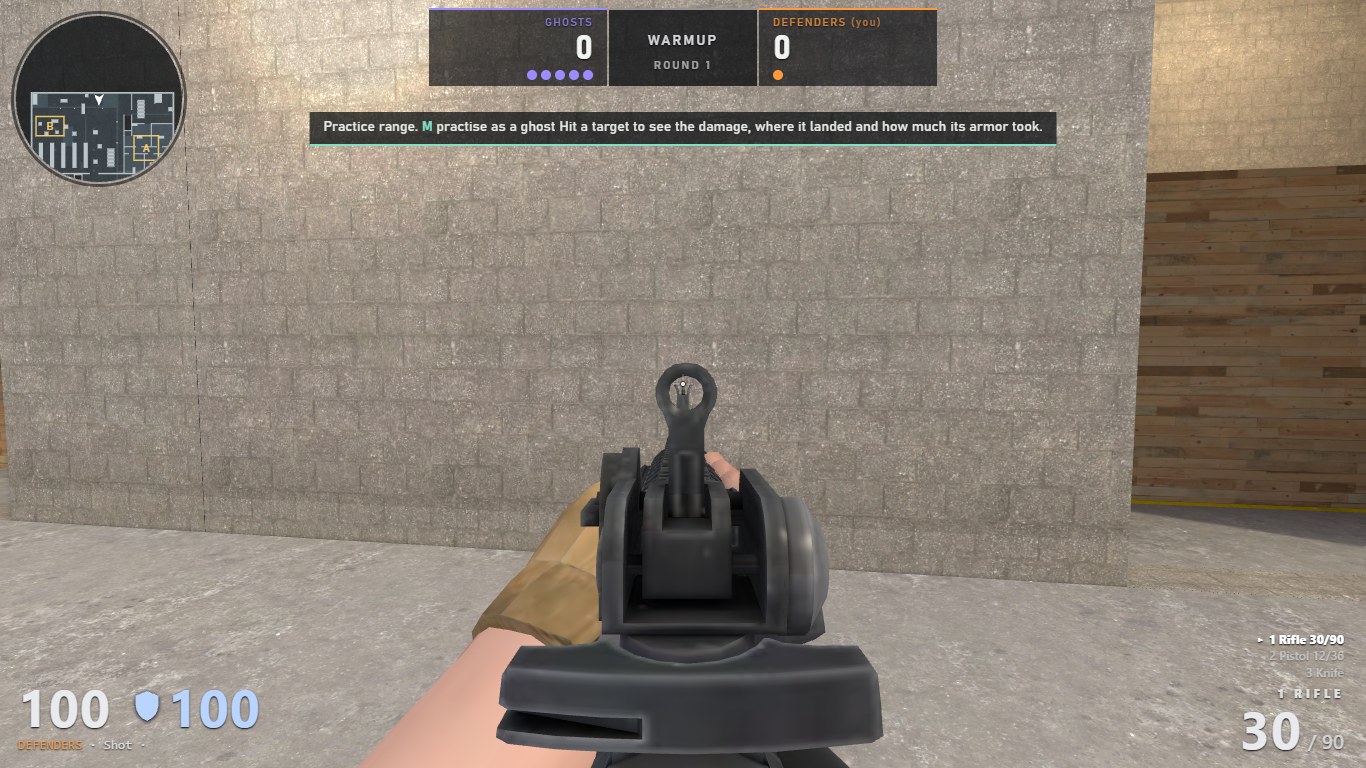 GHOSTS
0
WARMUP
ROUND 1
DEFENDERS (you)
0
Practice range. M practise as a ghost Hit a target to see the damage, where it landed and how much its armor took.
B
A
1 Rifle 30/90
2 Pistol 12/36
3 Knife
1 RIFLE
30 / 90
100 100
DEFENDERS · Shot ·